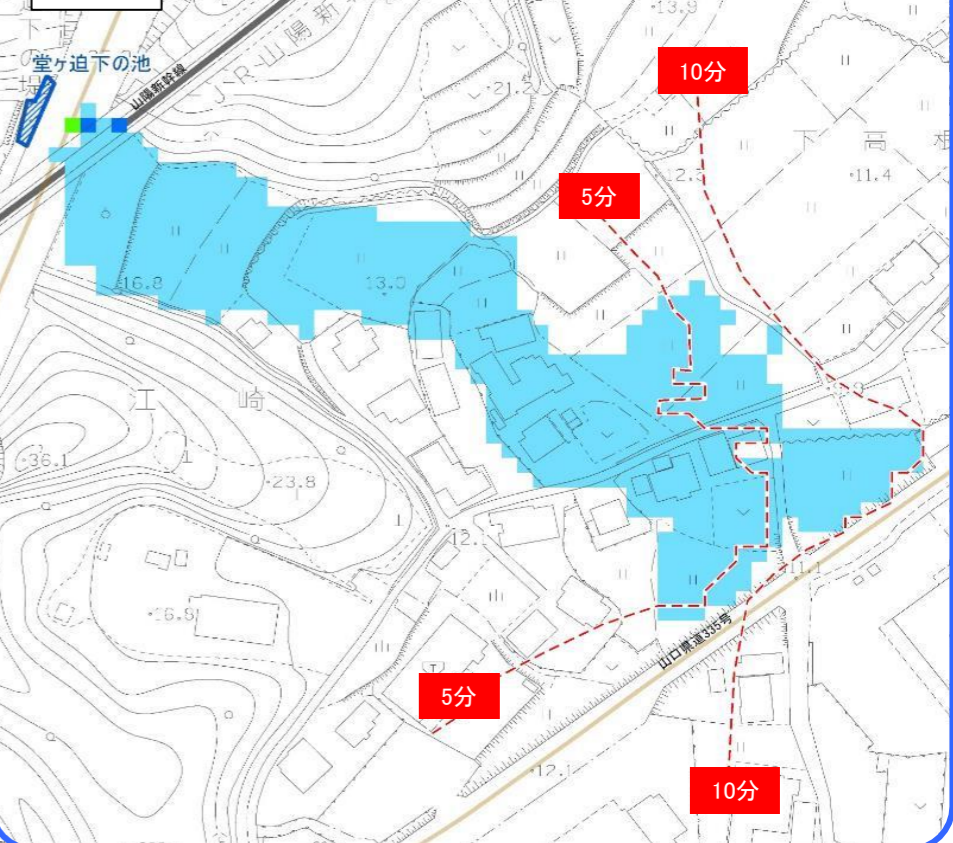 13.9
JR山陽新
堂ヶ迫下の池
山陽新幹線
10分
21.2
下高根
12.3
11.4
5分
16.8
13.0
江崎
36.1
23.8
12.1
11.1
16.8
山口県道335号
5分
12.1
10分